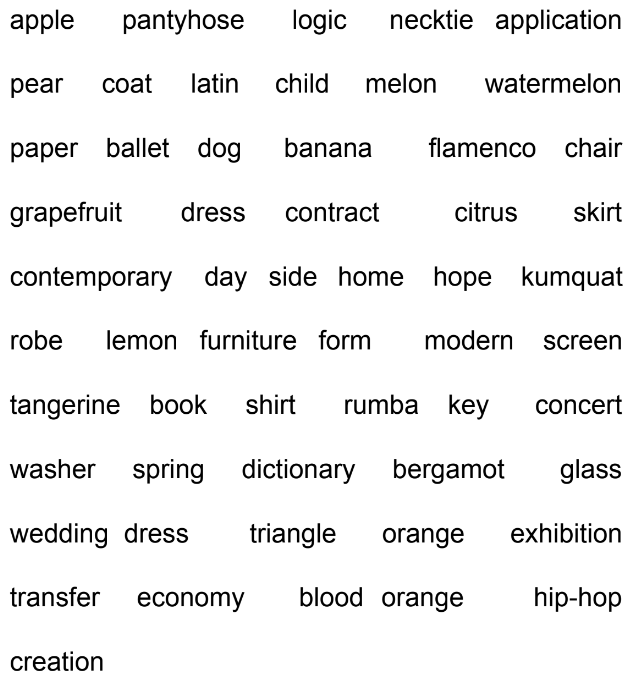 apple pantyhose logic necktie application
pear coat latin child melon watermelon
paper ballet dog banana flamenco chair
grapefruit dress contract citrus skirt
contemporary day side home hope kumquat
robe lemon furniture form modern screen
tangerine book shirt rumba key concert
washer spring dictionary bergamot glass
wedding dress triangle orange exhibition
transfer economy blood orange hip-hop
creation